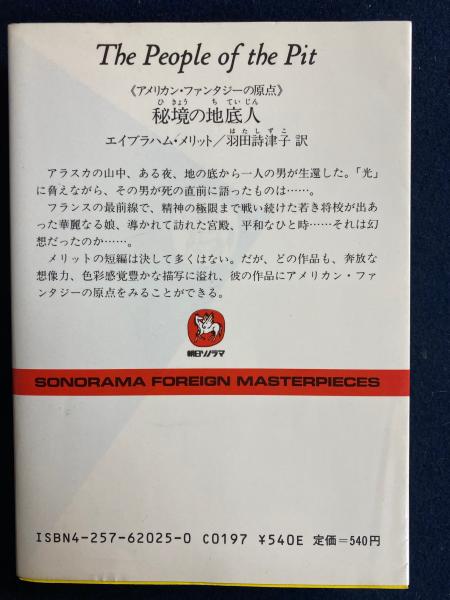 The People of the Pit
《アメリカン・ファンタジーの原点》
ひきょう ちていじん
秘境の地底人
はたしずこ
エイブラハム・メリット/羽田詩津子 訳
アラスカの山中、ある夜、地の底から一人の男が生還した。「光」
に脅えながら、その男が死の直前に語ったものは……。
フランスの最前線で、精神の極限まで戦い続けた若き将校が出あ
った華麗なる娘、導かれて訪れた宮殿、平和なひと時……それは幻
想だったのか……。
メリットの短編は決して多くはない。だが、どの作品も、奔放な
想像力、色彩感覚豊かな描写に溢れ、彼の作品にアメリカン・ファ
ンタジーの原点をみることができる。
朝日ソノラマ
SONORAMA FOREIGN MASTERPIECES
ISBN4-257-62025-0 C0197 ¥540E 定価=540円